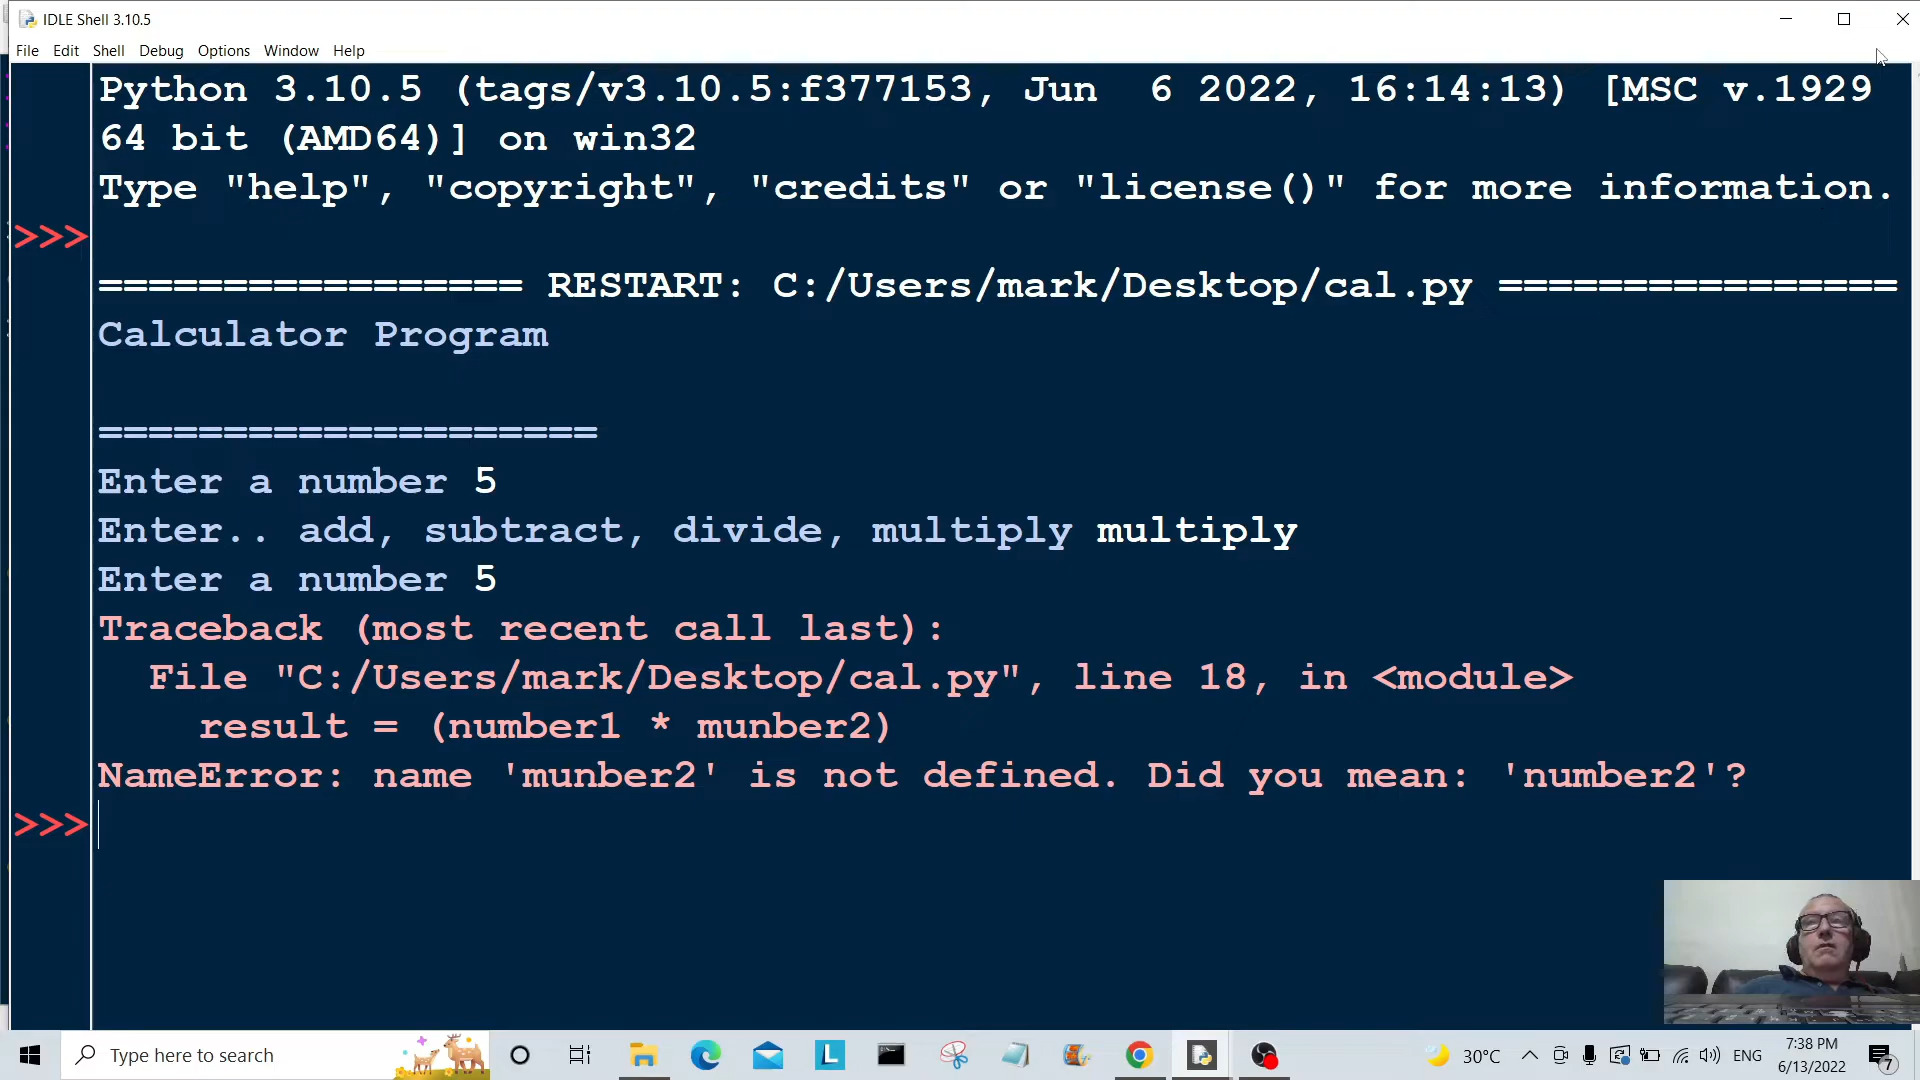 IDLE Shell 3.10.5
File Edit Shell Debug Options Window Help
Python 3.10.5 (tags/v3.10.5:f377153, Jun  6 2022, 16:14:13) [MSC v.1929
64 bit (AMD64)] on win32
Type "help", "copyright", "credits" or "license()" for more information.
>>>
================= RESTART: C:/Users/mark/Desktop/cal.py ================
Calculator Program
====================
Enter a number 5
Enter.. add, subtract, divide, multiply multiply
Enter a number 5
Traceback (most recent call last):
  File "C:/Users/mark/Desktop/cal.py", line 18, in <module>
    result = (number1 * munber2)
NameError: name 'munber2' is not defined. Did you mean: 'number2'?
>>>
Type here to search
L
30°C
ENG
7:38 PM
6/13/2022
7